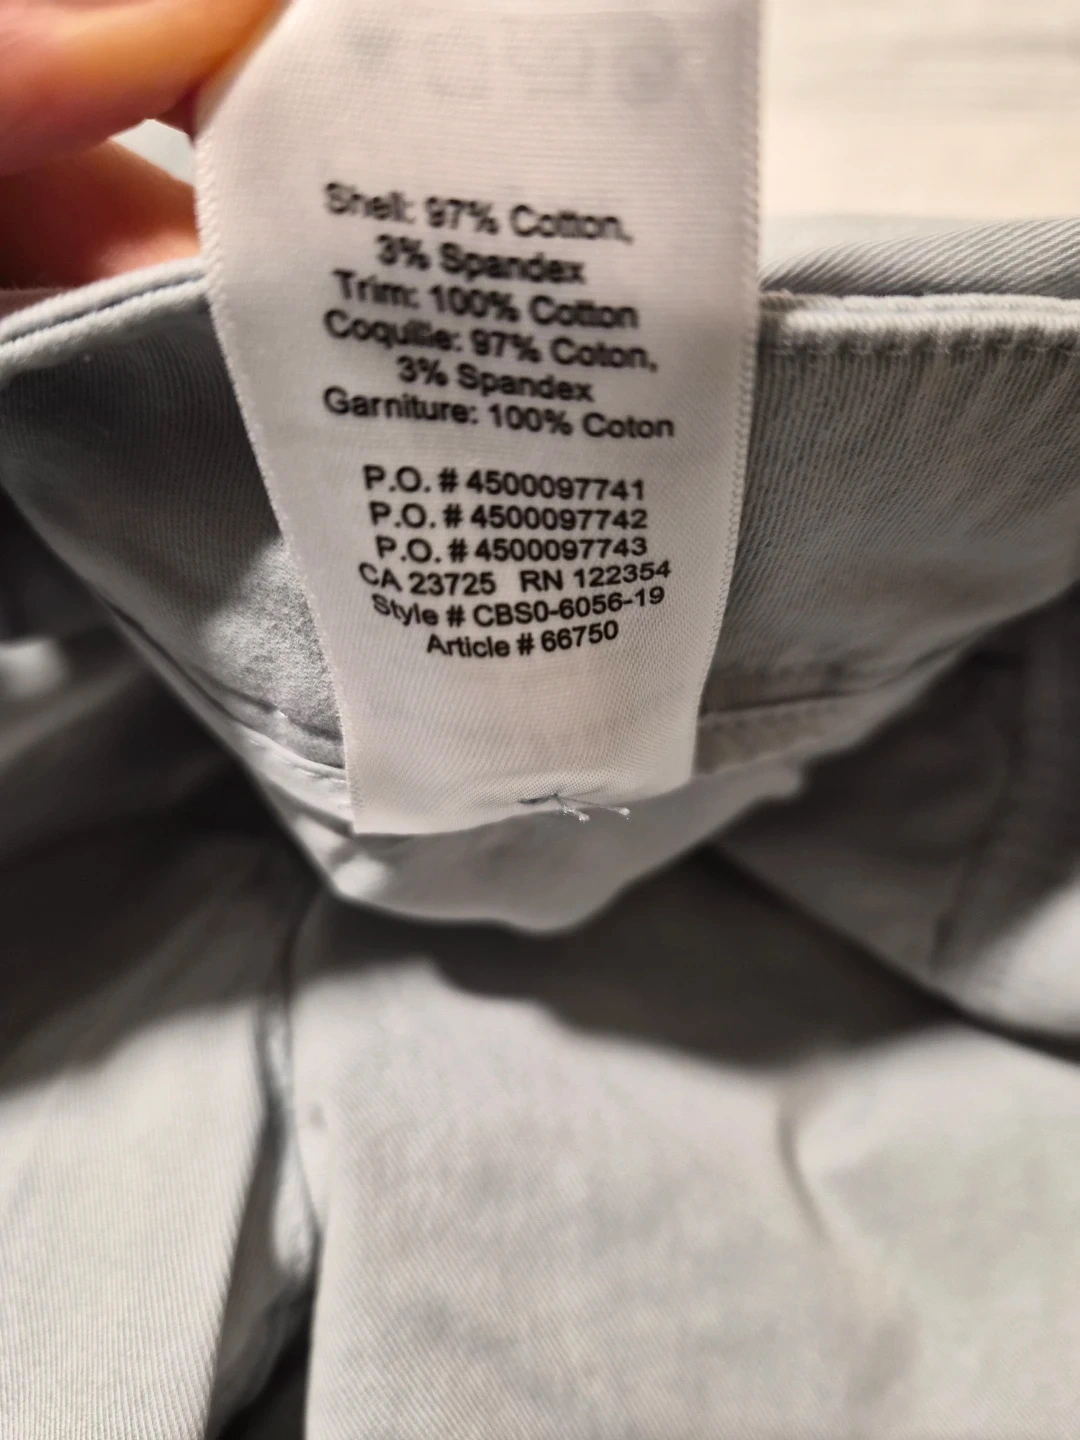 Shell: 97% Cotton,
3% Spandex
Trim: 100% Cotton
Coquille: 97% Coton,
3% Spandex
Garniture: 100% Coton
P.O. # 4500097741
P.O. # 4500097742
P.O. # 4500097743
CA 23725 RN 122354
Style # CBS0-6056-19
Article # 66750